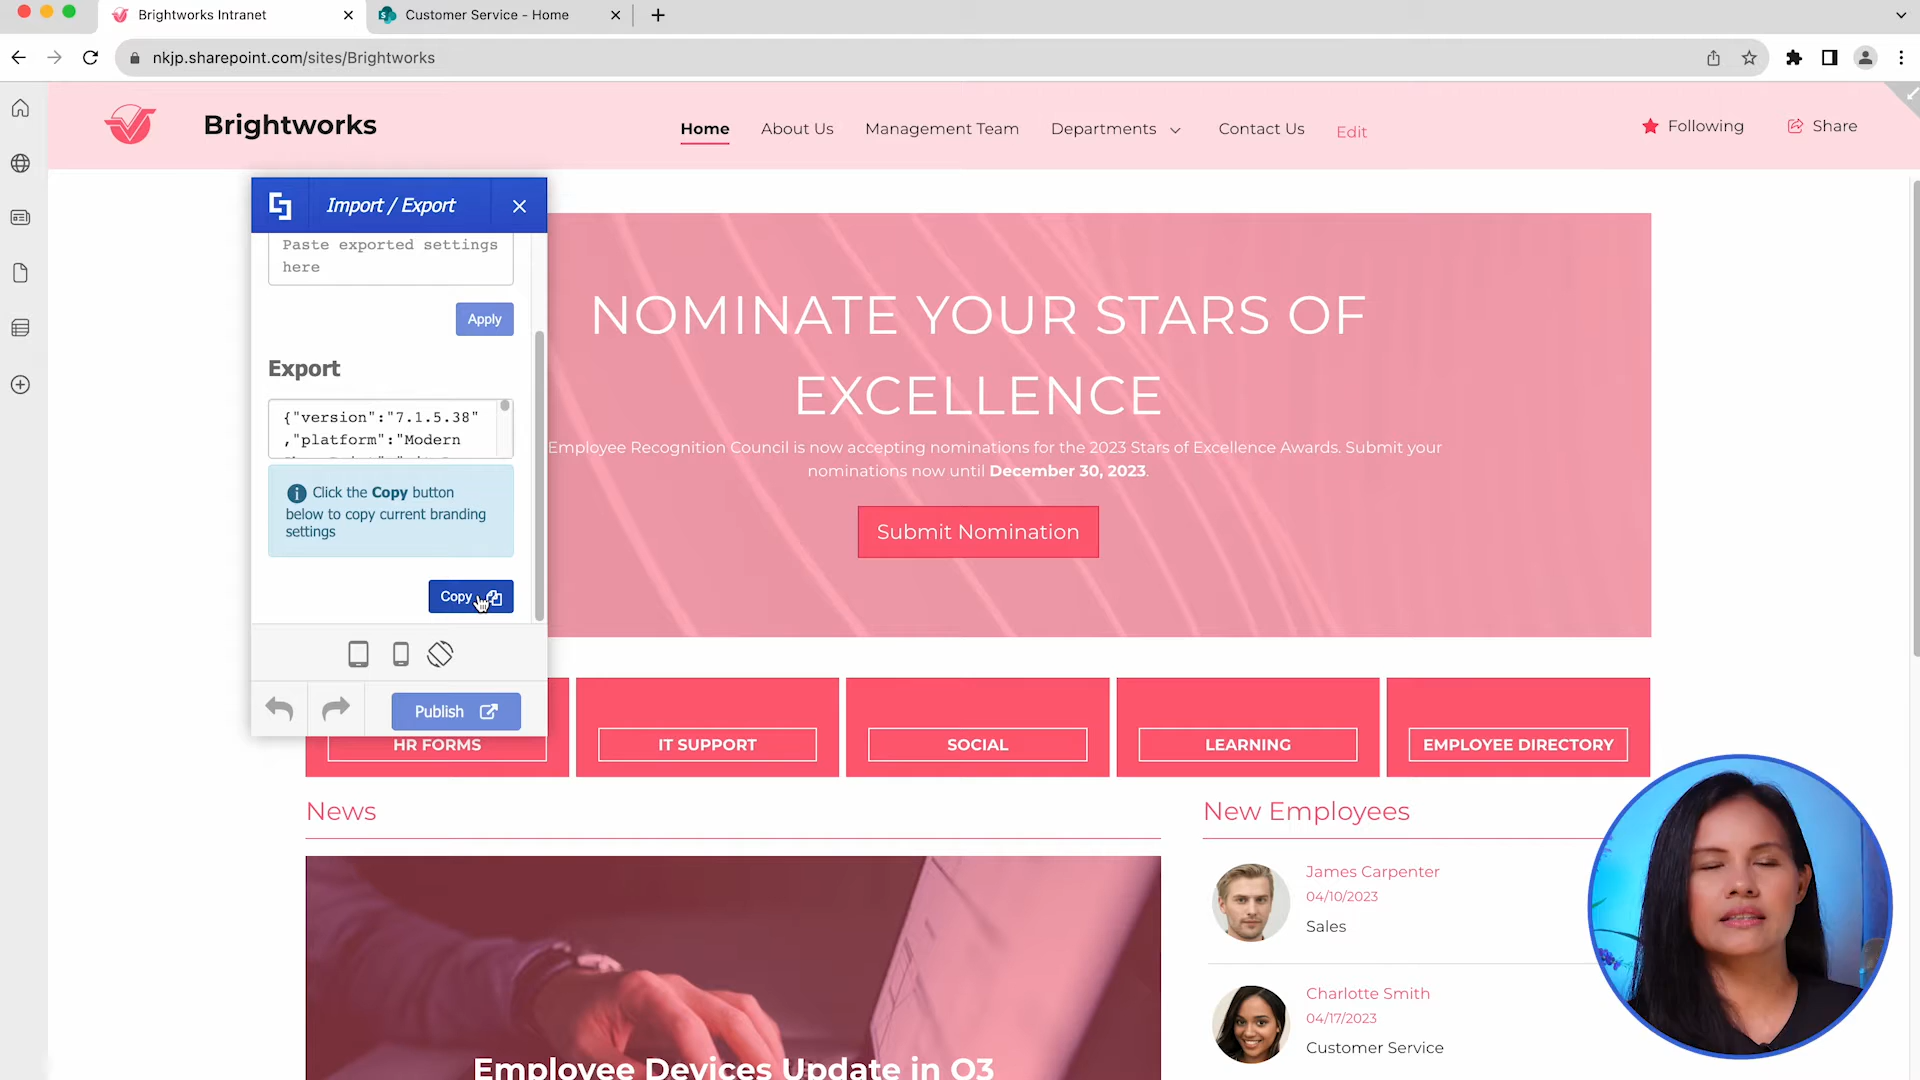 Brightworks Intranet
Customer Service - Home
nkjp.sharepoint.com/sites/Brightworks
Brightworks
Home
About Us
Management Team
Departments
Contact Us
Edit
Following
Share
Import / Export
Paste exported settings
here
Apply
Export
{"version":"7.1.5.38"
,"platform":"Modern
Click the Copy button
below to copy current branding
settings
Copy
Publish
NOMINATE YOUR STARS OF
EXCELLENCE
Employee Recognition Council is now accepting nominations for the 2023 Stars of Excellence Awards. Submit your
nominations now until December 30, 2023.
Submit Nomination
HR FORMS
IT SUPPORT
SOCIAL
LEARNING
EMPLOYEE DIRECTORY
News
Employee Devices Update in Q3
New Employees
James Carpenter
04/10/2023
Sales
Charlotte Smith
04/17/2023
Customer Service